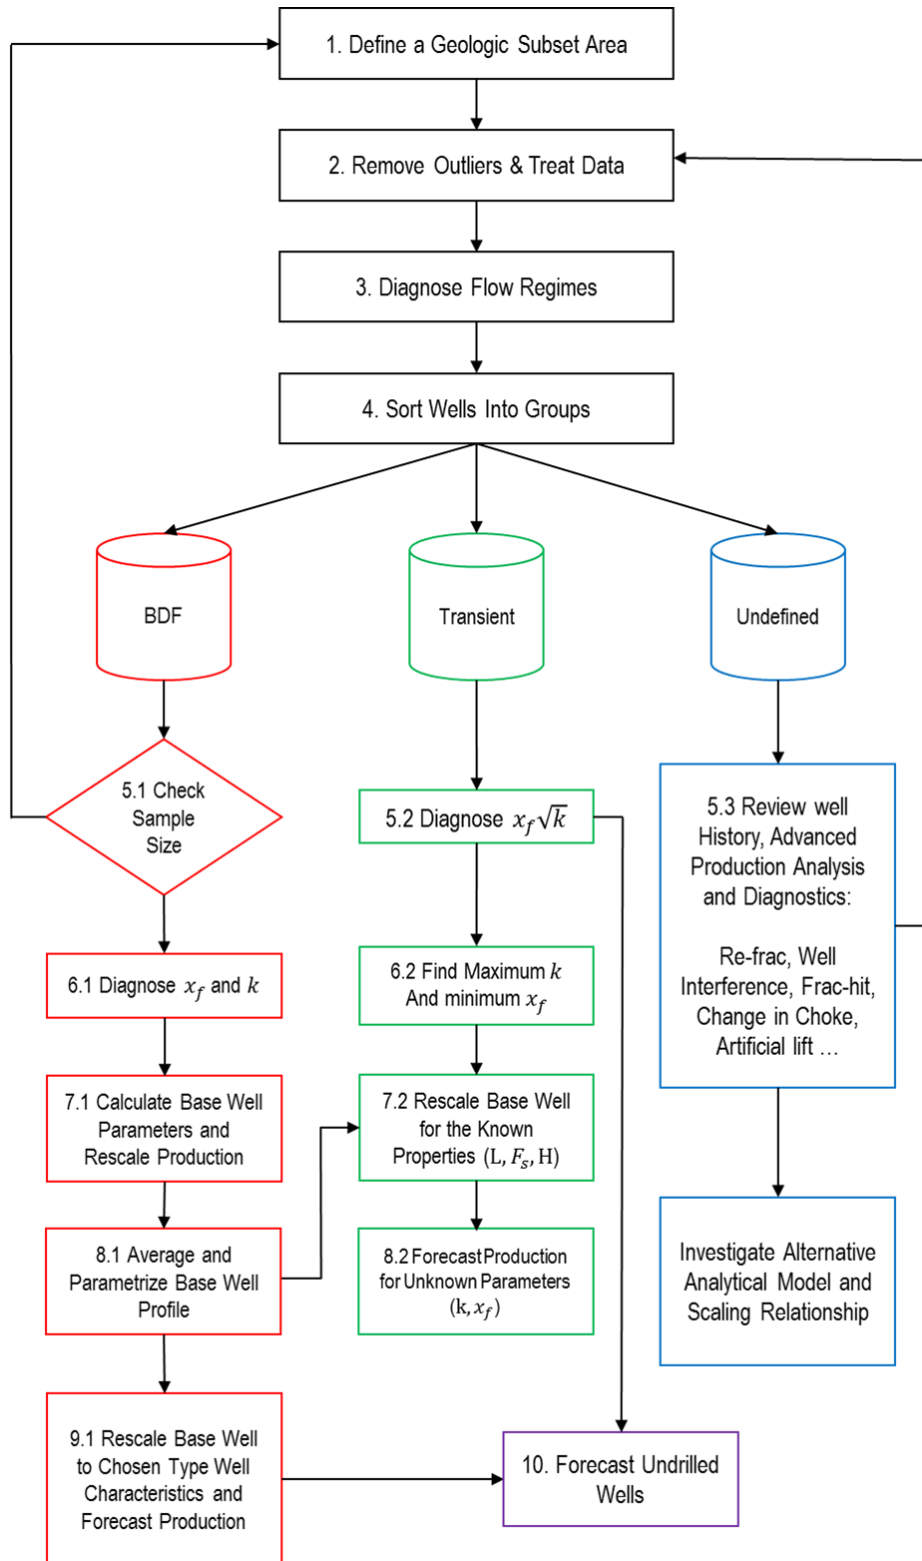 1. Define a Geologic Subset Area
2. Remove Outliers & Treat Data
3. Diagnose Flow Regimes
4. Sort Wells Into Groups
BDF
Transient
Undefined
5.1 Check
Sample
Size
5.2 Diagnose $x_f\sqrt{k}$
5.3 Review well
History, Advanced
Production Analysis
and Diagnostics:
Re-frac, Well
Interference, Frac-hit,
Change in Choke,
Artificial lift ...
6.1 Diagnose $x_f$ and $k$
6.2 Find Maximum $k$
And minimum $x_f$
7.1 Calculate Base Well
Parameters and
Rescale Production
7.2 Rescale Base Well
for the Known
Properties (L, $F_s$, H)
8.1 Average and
Parametrize Base Well
Profile
8.2 Forecast Production
for Unknown Parameters
(k, $x_f$)
Investigate Alternative
Analytical Model and
Scaling Relationship
9.1 Rescale Base Well
to Chosen Type Well
Characteristics and
Forecast Production
10. Forecast Undrilled
Wells